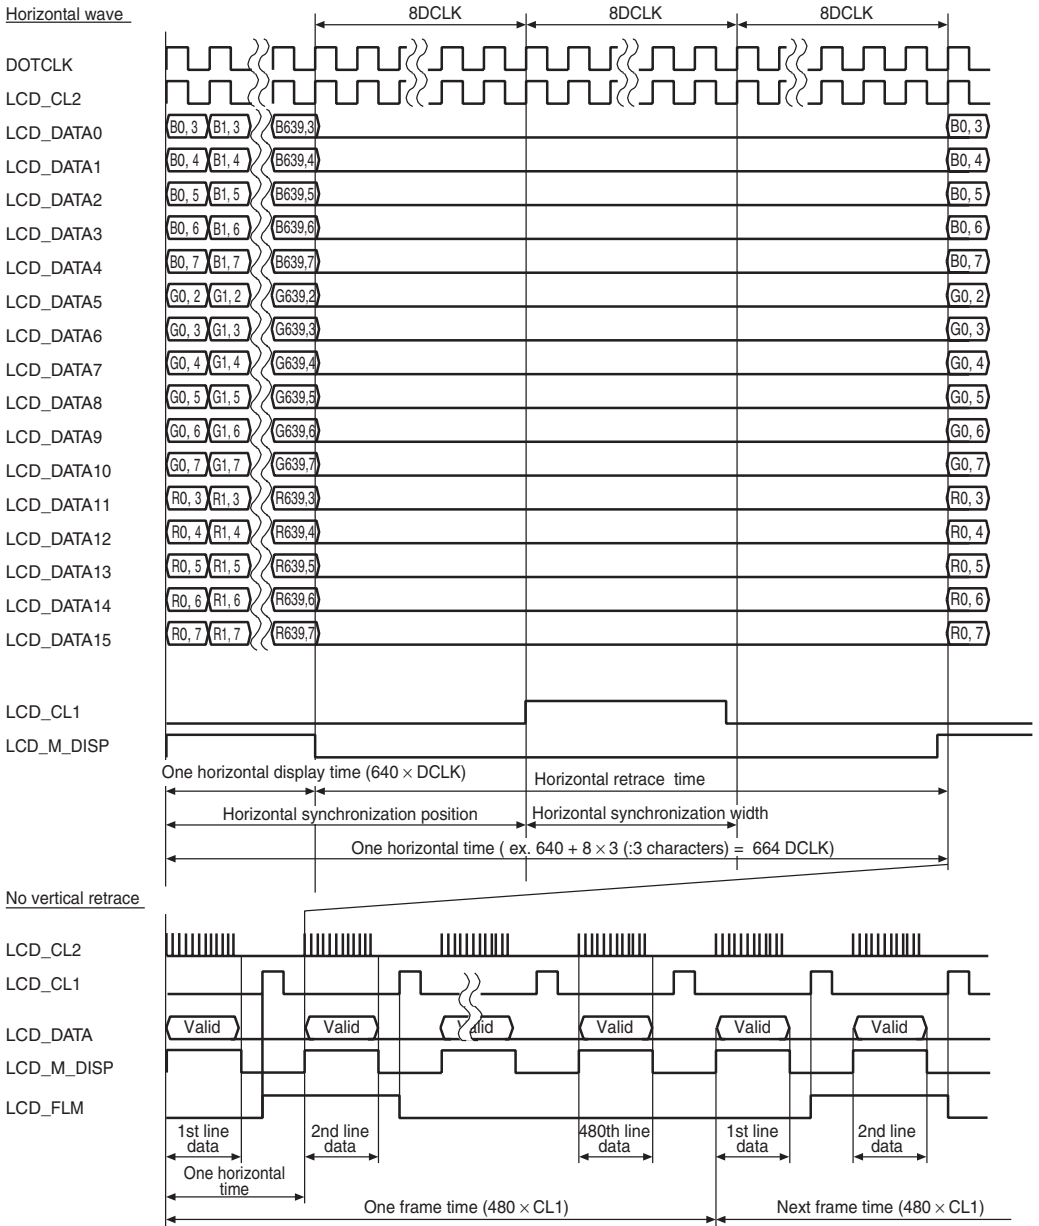 Horizontal wave
8DCLK 8DCLK 8DCLK
DOTCLK
LCD_CL2
LCD_DATA0 B0, 3 B1, 3 B639,3 B0, 3
LCD_DATA1 B0, 4 B1, 4 B639,4 B0, 4
LCD_DATA2 B0, 5 B1, 5 B639,5 B0, 5
LCD_DATA3 B0, 6 B1, 6 B639,6 B0, 6
LCD_DATA4 B0, 7 B1, 7 B639,7 B0, 7
LCD_DATA5 G0, 2 G1, 2 G639,2 G0, 2
LCD_DATA6 G0, 3 G1, 3 G639,3 G0, 3
LCD_DATA7 G0, 4 G1, 4 G639,4 G0, 4
LCD_DATA8 G0, 5 G1, 5 G639,5 G0, 5
LCD_DATA9 G0, 6 G1, 6 G639,6 G0, 6
LCD_DATA10 G0, 7 G1, 7 G639,7 G0, 7
LCD_DATA11 R0, 3 R1, 3 R639,3 R0, 3
LCD_DATA12 R0, 4 R1, 4 R639,4 R0, 4
LCD_DATA13 R0, 5 R1, 5 R639,5 R0, 5
LCD_DATA14 R0, 6 R1, 6 R639,6 R0, 6
LCD_DATA15 R0, 7 R1, 7 R639,7 R0, 7
LCD_CL1
LCD_M_DISP
One horizontal display time (640 × DCLK)
Horizontal retrace time
Horizontal synchronization position
Horizontal synchronization width
One horizontal time ( ex. 640 + 8 × 3 (:3 characters) = 664 DCLK)
No vertical retrace
LCD_CL2
LCD_CL1
LCD_DATA Valid Valid Valid Valid Valid Valid
LCD_M_DISP
LCD_FLM
1st line data
2nd line data
480th line data
1st line data
2nd line data
One horizontal time
One frame time (480 × CL1)
Next frame time (480 × CL1)